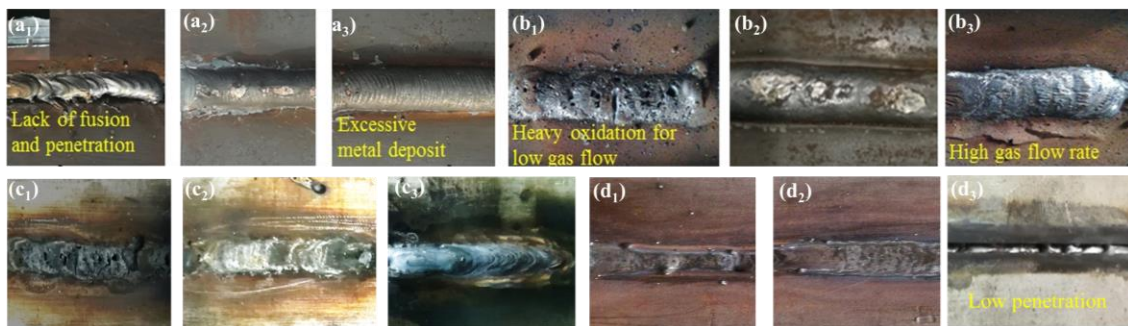 (a1)
(a2)
(a3)
(b1)
(b2)
(b3)
Lack of fusion
and penetration
Excessive
metal deposit
Heavy oxidation for
low gas flow
High gas flow rate
(c1)
(c2)
(c3)
(d1)
(d2)
(d3)
Low penetration